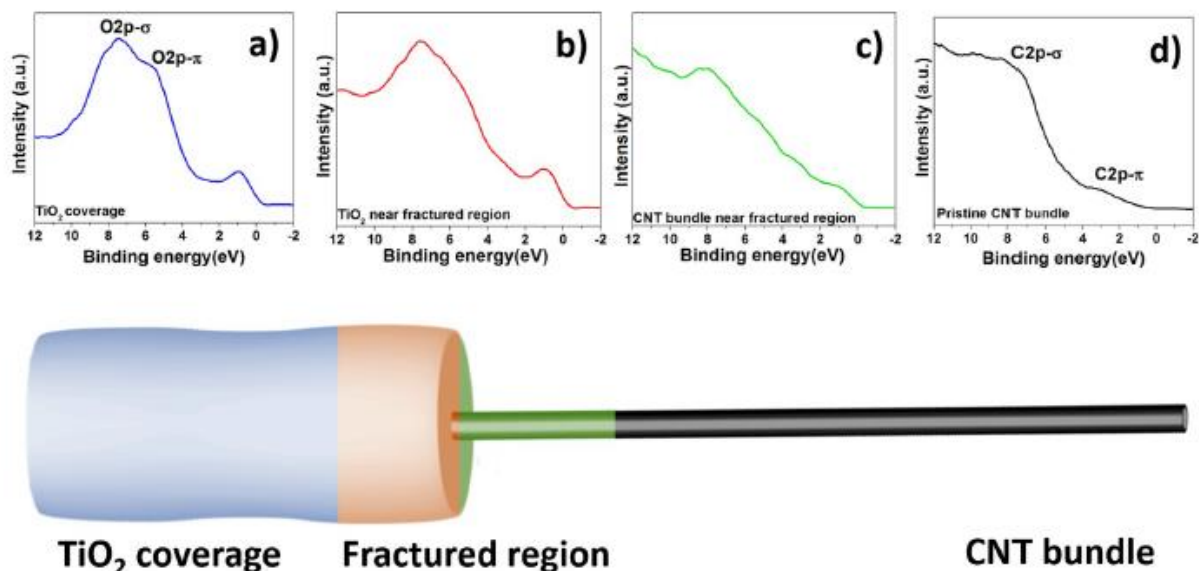 O2p-σ
O2p-π
a)
Intensity (a.u.)
TiO₂ coverage
12 10 8 6 4 2 0 -2
Binding energy(eV)
b)
Intensity (a.u.)
TiO₂ near fractured region
12 10 8 6 4 2 0 -2
Binding energy(eV)
c)
Intensity (a.u.)
CNT bundle near fractured region
12 10 8 6 4 2 0 -2
Binding energy(eV)
C2p-σ
d)
C2p-π
Intensity (a.u.)
Pristine CNT bundle
12 10 8 6 4 2 0 -2
Binding energy(eV)
TiO₂ coverage
Fractured region
CNT bundle